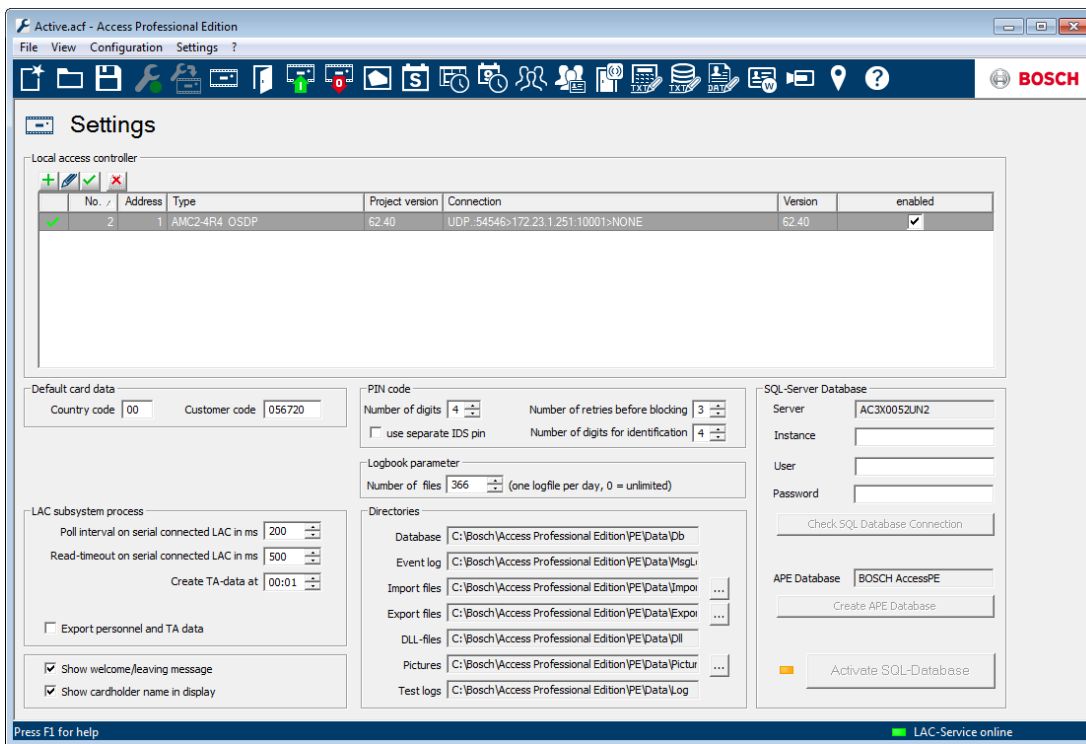 Active.acf - Access Professional Edition
File View Configuration Settings ?
BOSCH
Settings
Local access controller
No. Address Type Project version Connection Version enabled
2 1 AMC2-4R4 OSDP 62.40 UDP.:54546>172.23.1.251:10001>NONE 62.40
Default card data
Country code 00 Customer code 056720
PIN code
Number of digits 4 Number of retries before blocking 3
use separate IDS pin Number of digits for identification 4
Logbook parameter
Number of files 366 (one logfile per day, 0 = unlimited)
SQL-Server Database
Server AC3X0052UN2
Instance
User
Password
Check SQL Database Connection
APE Database BOSCH AccessPE
Create APE Database
Activate SQL-Database
LAC subsystem process
Poll interval on serial connected LAC in ms 200
Read-timeout on serial connected LAC in ms 500
Create TA-data at 00:01
Export personnel and TA data
Show welcome/leaving message
Show cardholder name in display
Directories
Database C:\Bosch\Access Professional Edition\PE\Data\Db
Event log C:\Bosch\Access Professional Edition\PE\Data\MsgL
Import files C:\Bosch\Access Professional Edition\PE\Data\Impor
...
Export files C:\Bosch\Access Professional Edition\PE\Data\Expor
...
DLL-files C:\Bosch\Access Professional Edition\PE\Data\Dll
Pictures C:\Bosch\Access Professional Edition\PE\Data\Pictur
...
Test logs C:\Bosch\Access Professional Edition\PE\Data\Log
Press F1 for help LAC-Service online